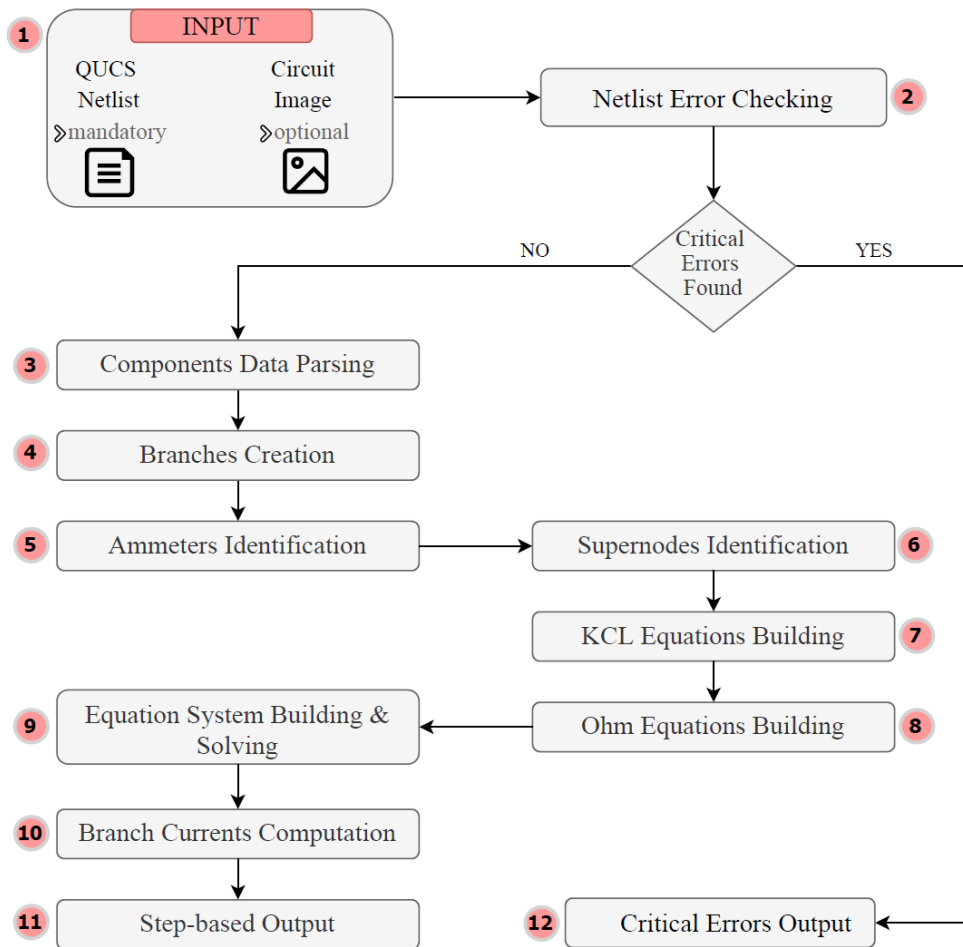 1
INPUT
QUCS
Netlist
mandatory
Circuit
Image
optional
Netlist Error Checking
2
Critical
Errors
Found
NO
YES
3
Components Data Parsing
4
Branches Creation
5
Ammeters Identification
Supernodes Identification
6
KCL Equations Building
7
Ohm Equations Building
8
9
Equation System Building &
Solving
10
Branch Currents Computation
11
Step-based Output
12
Critical Errors Output